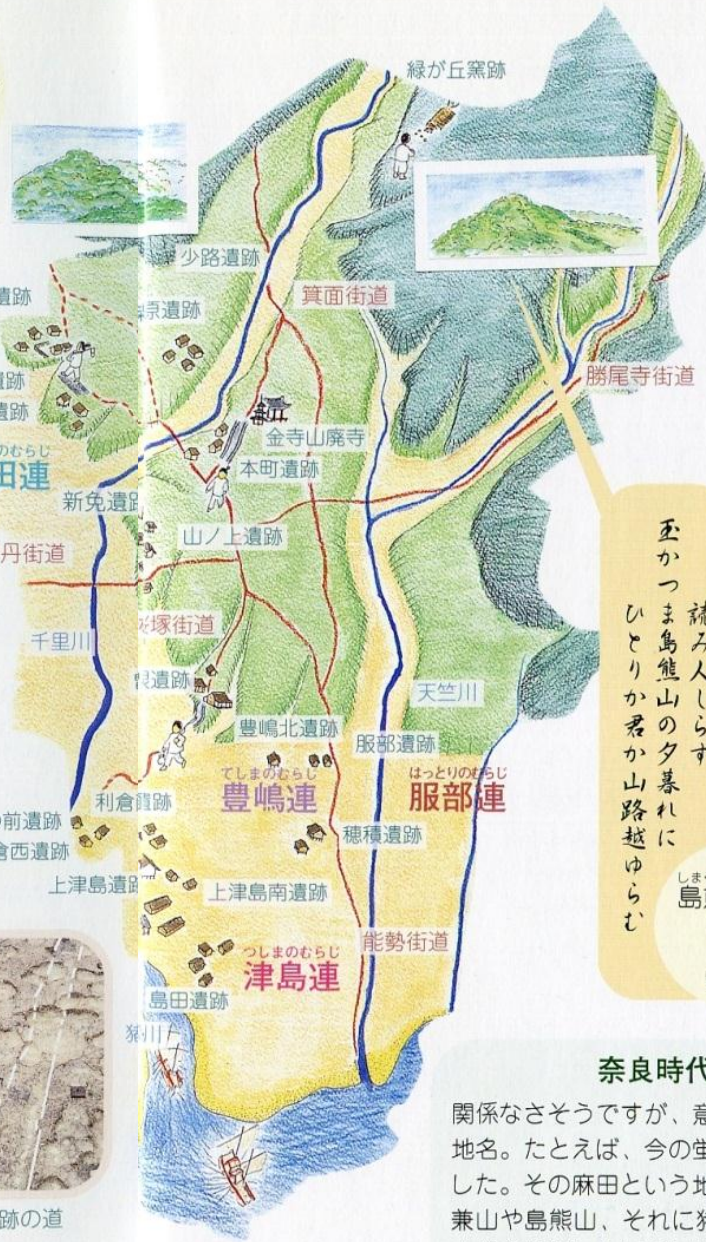 緑が丘窯跡
少路遺跡
遺跡
原遺跡
箕面街道
勝尾寺街道
遺跡
遺跡
金寺山廃寺
本町遺跡
のむらじ
田連
新免遺跡
山ノ上遺跡
丹街道
塚街道
千里川
遺跡
天竺川
豊嶋北遺跡
服部遺跡
てしまのむらじ
豊嶋連
はっとりのむらじ
服部連
利倉遺跡
前遺跡
倉西遺跡
穂積遺跡
上津島遺跡
上津島南遺跡
能勢街道
つしまのむらじ
津島連
島田遺跡
猪川
読み人しらず
玉かつま島熊山の夕暮れに
ひとりか君か山路越ゆらむ
しま
島
跡の道
奈良時代
関係なさそうですが、意
地名。たとえば、今の蛍
した。その麻田という地
兼山や島熊山、それに猪